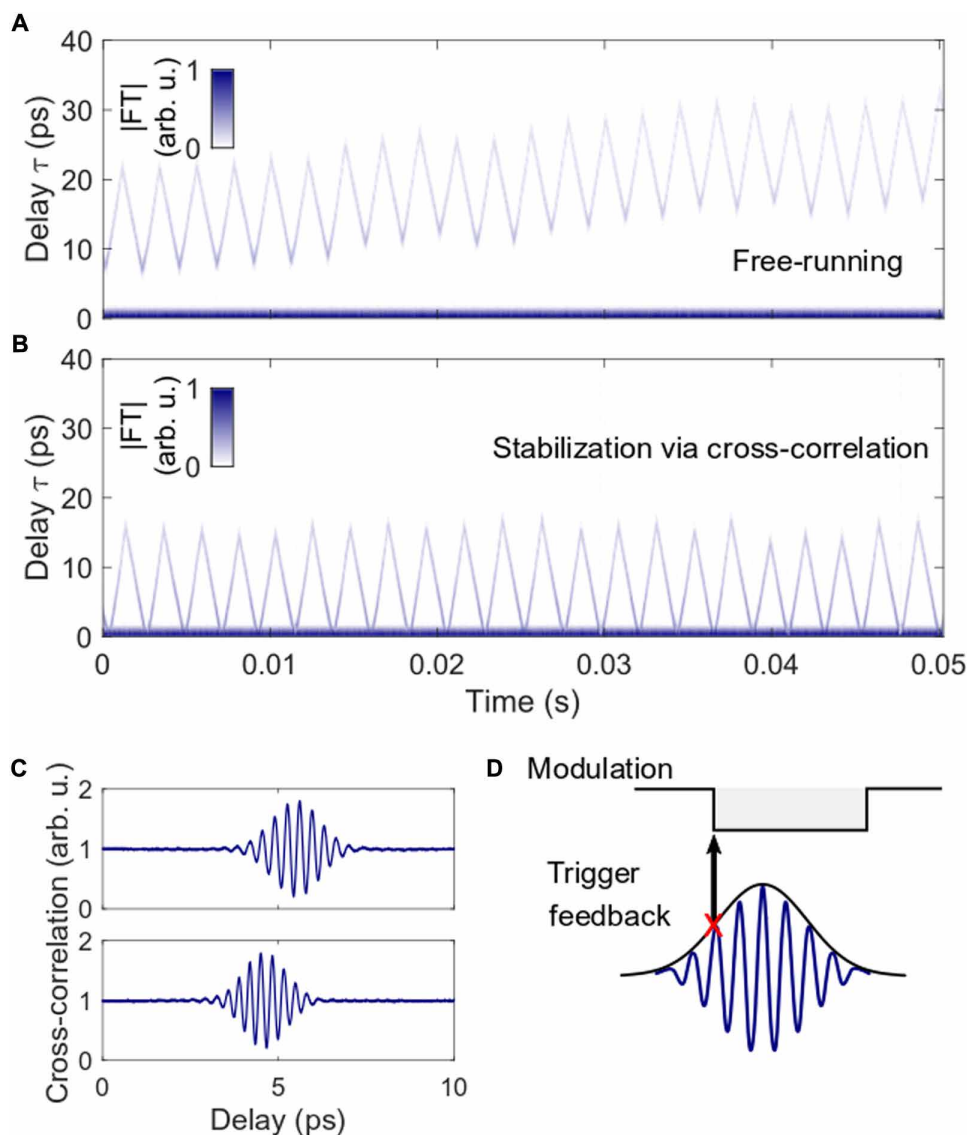 A
40
30
20
10
0
Delay τ (ps)
|FT|
(arb. u.)
1
0
Free-running
B
40
30
20
10
0
Delay τ (ps)
|FT|
(arb. u.)
1
0
Stabilization via cross-correlation
0
0.01
0.02
0.03
0.04
0.05
Time (s)
C
Cross-correlation (arb. u.)
2
1
0
2
1
0
0
5
10
Delay (ps)
D
Modulation
Trigger
feedback
X